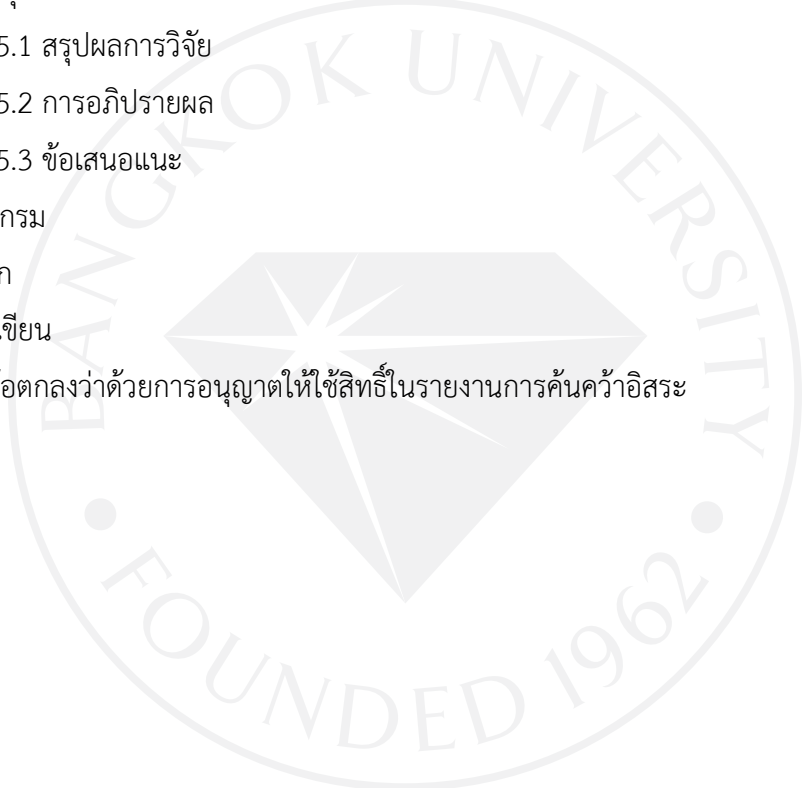 5.1 สรุปผลการวิจัย
5.2 การอภิปรายผล
5.3 ข้อเสนอแนะ
กรม
ก
เขียน
อตกลงว่าด้วยการอนุญาตให้ใช้สิทธิ์ในรายงานการค้นคว้าอิสระ
BANGKOK UNIVERSITY
FOUNDED 1962